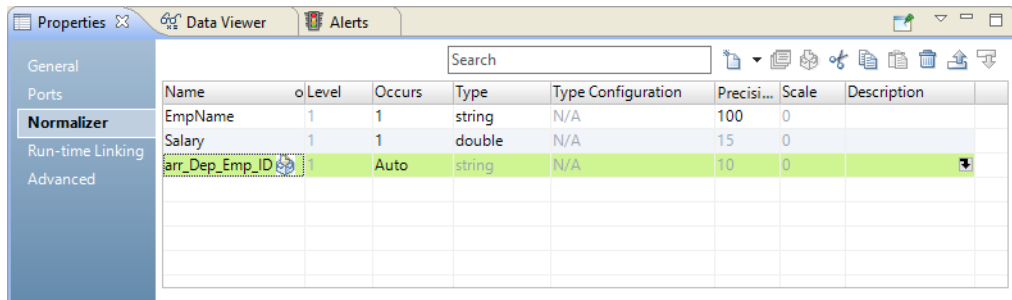 Properties Data Viewer Alerts
Search
General
Ports
Normalizer
Run-time Linking
Advanced
Name Level Occurs Type Type Configuration Precisi... Scale Description
EmpName 1 1 string N/A 100 0
Salary 1 1 double N/A 15 0
arr_Dep_Emp_ID 1 Auto string N/A 10 0